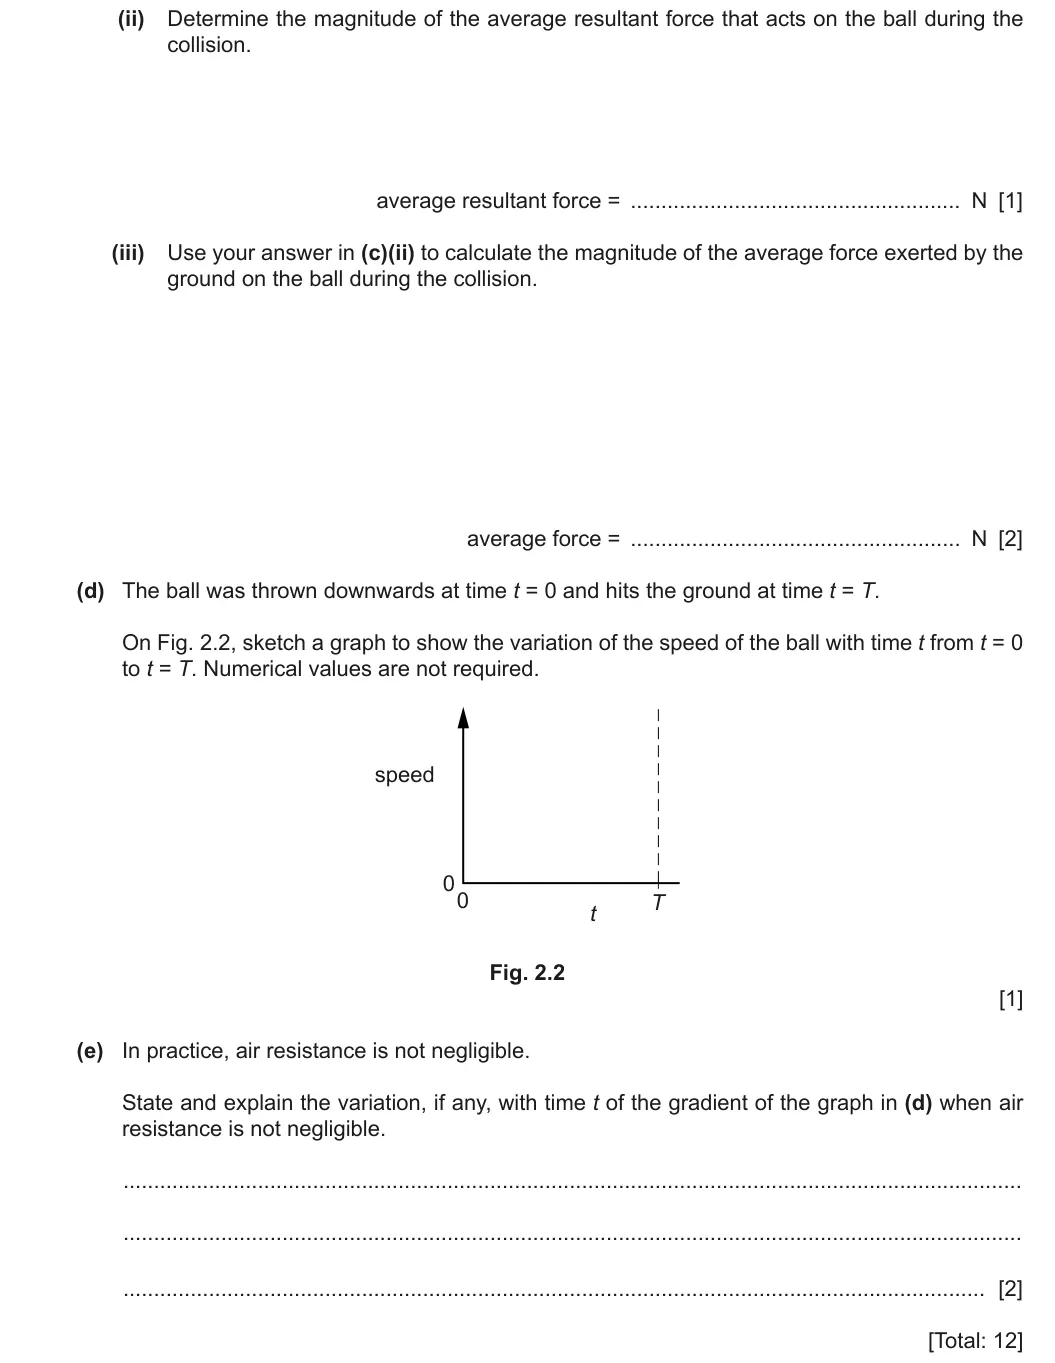 (ii) Determine the magnitude of the average resultant force that acts on the ball during the
collision.
average resultant force = ....................................................... N [1]
(iii) Use your answer in (c)(ii) to calculate the magnitude of the average force exerted by the
ground on the ball during the collision.
average force = ....................................................... N [2]
(d) The ball was thrown downwards at time t = 0 and hits the ground at time t = T.
On Fig. 2.2, sketch a graph to show the variation of the speed of the ball with time t from t = 0
to t = T. Numerical values are not required.
speed
0
0
T
t
Fig. 2.2
[1]
(e) In practice, air resistance is not negligible.
State and explain the variation, if any, with time t of the gradient of the graph in (d) when air
resistance is not negligible.
...................................................................................................................................................
...................................................................................................................................................
............................................................................................................................................. [2]
[Total: 12]